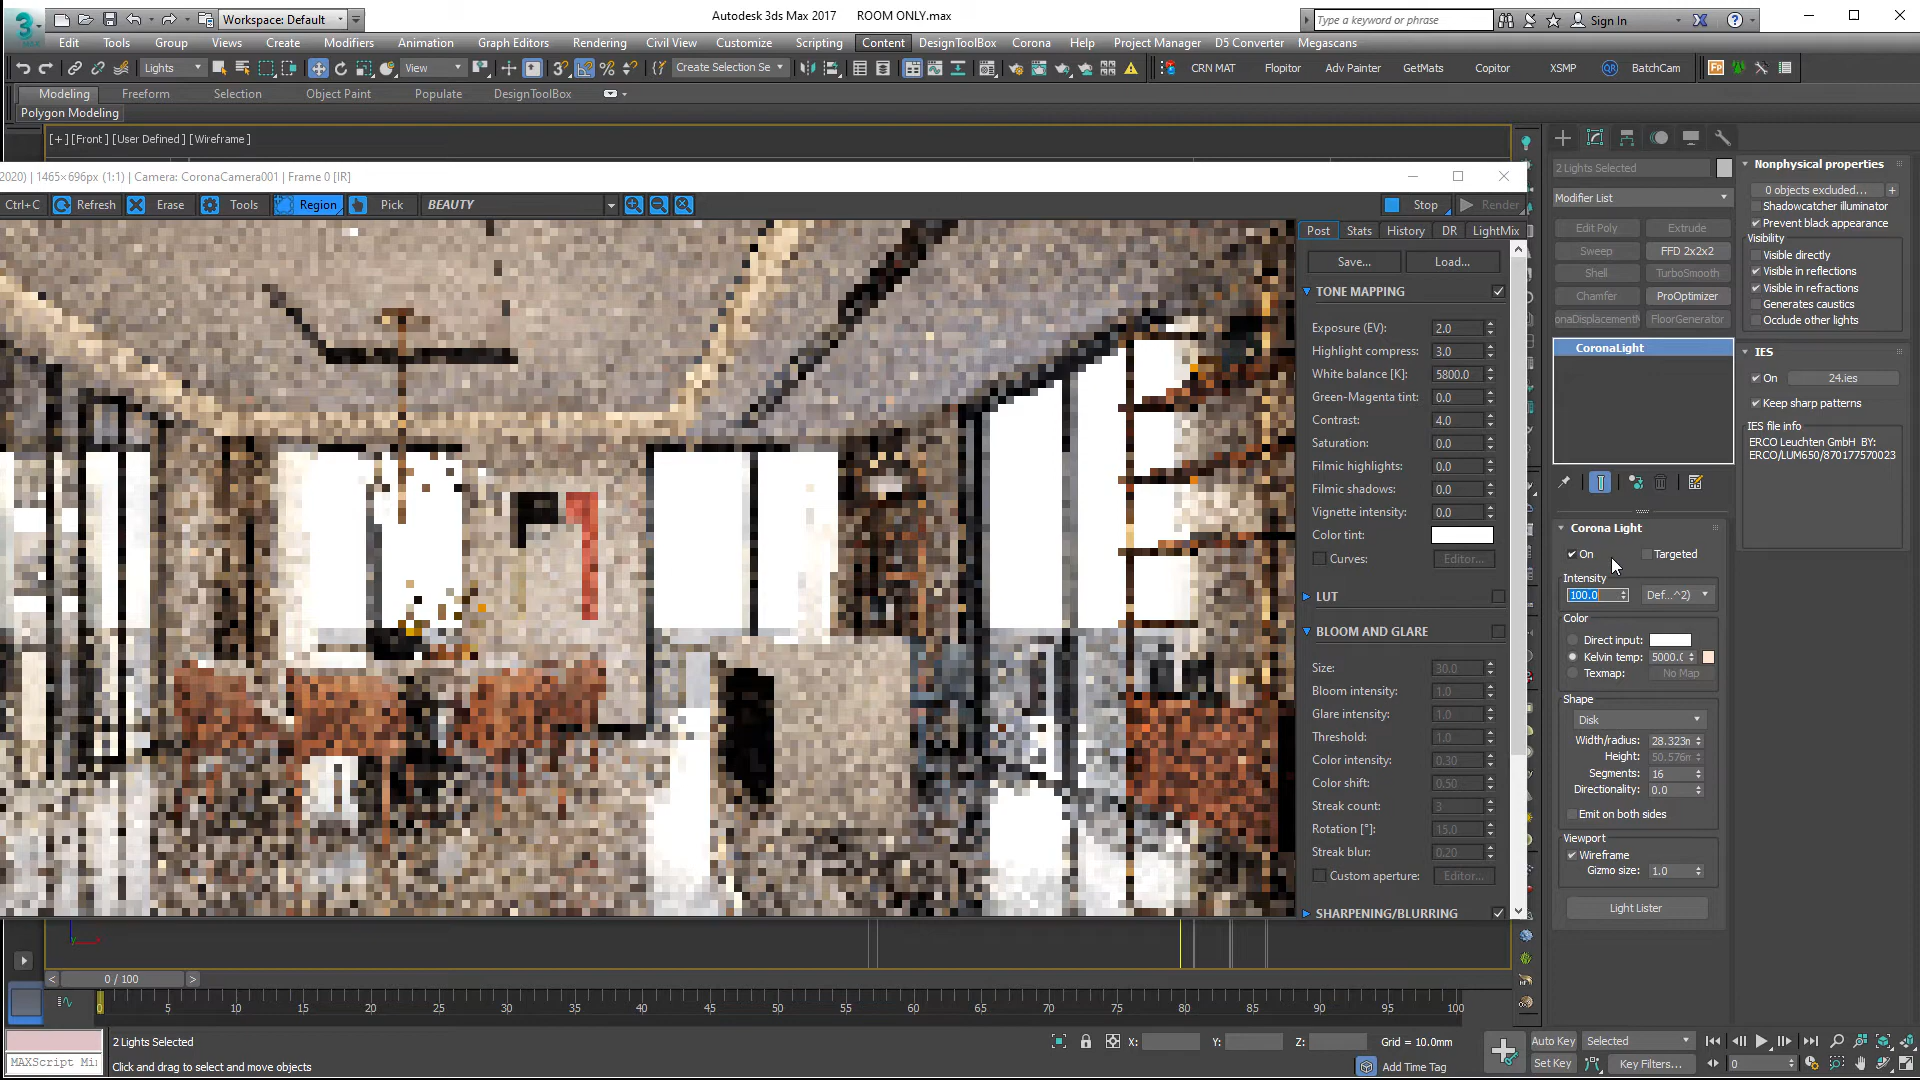 Workspace: Default
Autodesk 3ds Max 2017 ROOM ONLY.max
Type a keyword or phrase
Sign In
Edit Tools Group Views Create Modifiers Animation Graph Editors Rendering Civil View Customize Scripting Content DesignToolBox Corona Help Project Manager D5 Converter Megascans
Lights View Create Selection Se CRN MAT Flopitor Adv Painter GetMats Copitor XSMP BatchCam
Modeling Freeform Selection Object Paint Populate DesignToolBox
Polygon Modeling
[+] [Front] [User Defined] [Wireframe]
2020) | 1465×696px (1:1) | Camera: CoronaCamera001 | Frame 0 [IR]
Ctrl+C Refresh Erase Tools Region Pick BEAUTY Stop Render
Post Stats History DR LightMix
Save... Load...
TONE MAPPING
Exposure (EV): 2.0
Highlight compress: 3.0
White balance [K]: 5800.0
Green-Magenta tint: 0.0
Contrast: 4.0
Saturation: 0.0
Filmic highlights: 0.0
Filmic shadows: 0.0
Vignette intensity: 0.0
Color tint:
Curves: Editor...
LUT
BLOOM AND GLARE
Size: 30.0
Bloom intensity: 1.0
Glare intensity: 1.0
Threshold: 1.0
Color intensity: 0.30
Color shift: 0.50
Streak count: 3
Rotation [°]: 15.0
Streak blur: 0.20
Custom aperture: Editor...
SHARPENING/BLURRING
2 Lights Selected
Modifier List
Edit Poly Extrude
Sweep FFD 2x2x2
Shell TurboSmooth
Chamfer ProOptimizer
onaDisplacementM FloorGenerator
CoronaLight
Corona Light
On Targeted
Intensity
100.0 Def...^2)
Color
Direct input:
Kelvin temp: 5000.0
Texmap: No Map
Shape
Disk
Width/radius: 28.323m
Height: 50.576m
Segments: 16
Directionality: 0.0
Emit on both sides
Viewport
Wireframe
Gizmo size: 1.0
Light Lister
Nonphysical properties
0 objects excluded... +
Shadowcatcher illuminator
Prevent black appearance
Visibility
Visible directly
Visible in reflections
Visible in refractions
Generates caustics
Occlude other lights
IES
On 24.ies
Keep sharp patterns
IES file info
ERCO Leuchten GmbH BY:
ERCO/LUM650/870177570023
0 / 100
0 5 10 15 20 25 30 35 40 45 50 55 60 65 70 75 80 85 90 95 100
2 Lights Selected
X: Y: Z: Grid = 10.0mm
Auto Key Selected
MAXScript Mi
Click and drag to select and move objects
Add Time Tag
Set Key Key Filters... 0